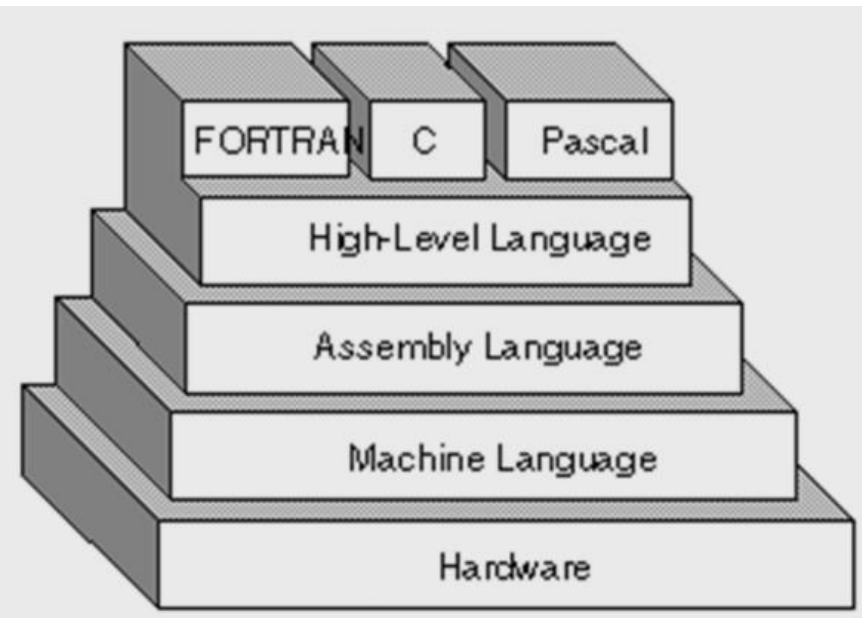 FORTRAN C Pascal
High-Level Language
Assembly Language
Machine Language
Hardware